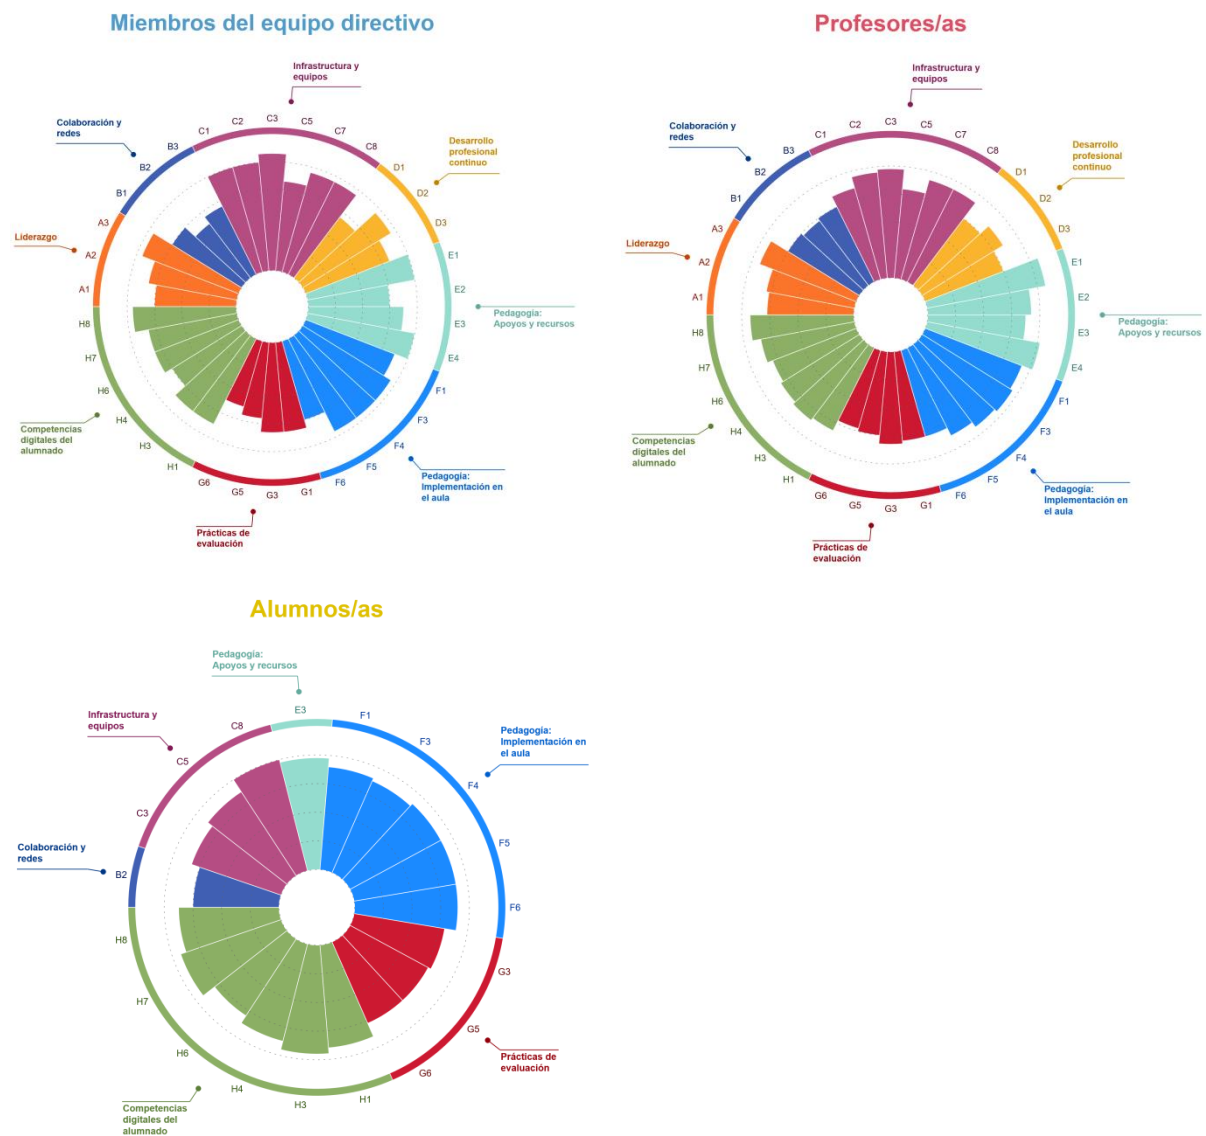 Miembros del equipo directivo
Infrastructura y
equipos
Colaboración y
redes
Desarrollo
profesional
continuo
Liderazgo
Pedagogía:
Apoyos y recursos
Competencias
digitales del
alumnado
Pedagogía:
Implementación en
el aula
Prácticas de
evaluación
A1
A2
A3
B1
B2
B3
C1
C2
C3
C5
C7
C8
D1
D2
D3
E1
E2
E3
E4
F1
F3
F4
F5
F6
G1
G3
G5
G6
H1
H3
H4
H6
H7
H8
Profesores/as
Infrastructura y
equipos
Colaboración y
redes
Desarrollo
profesional
continuo
Liderazgo
Pedagogía:
Apoyos y recursos
Competencias
digitales del
alumnado
Pedagogía:
Implementación en
el aula
Prácticas de
evaluación
A1
A2
A3
B1
B2
B3
C1
C2
C3
C5
C7
C8
D1
D2
D3
E1
E2
E3
E4
F1
F3
F4
F5
F6
G1
G3
G5
G6
H1
H3
H4
H6
H7
H8
Alumnos/as
Pedagogía:
Apoyos y recursos
Infrastructura y
equipos
Pedagogía:
Implementación en
el aula
Colaboración y
redes
Prácticas de
evaluación
Competencias
digitales del
alumnado
B2
C3
C5
C8
E3
F1
F3
F4
F5
F6
G3
G5
G6
H1
H3
H4
H6
H7
H8